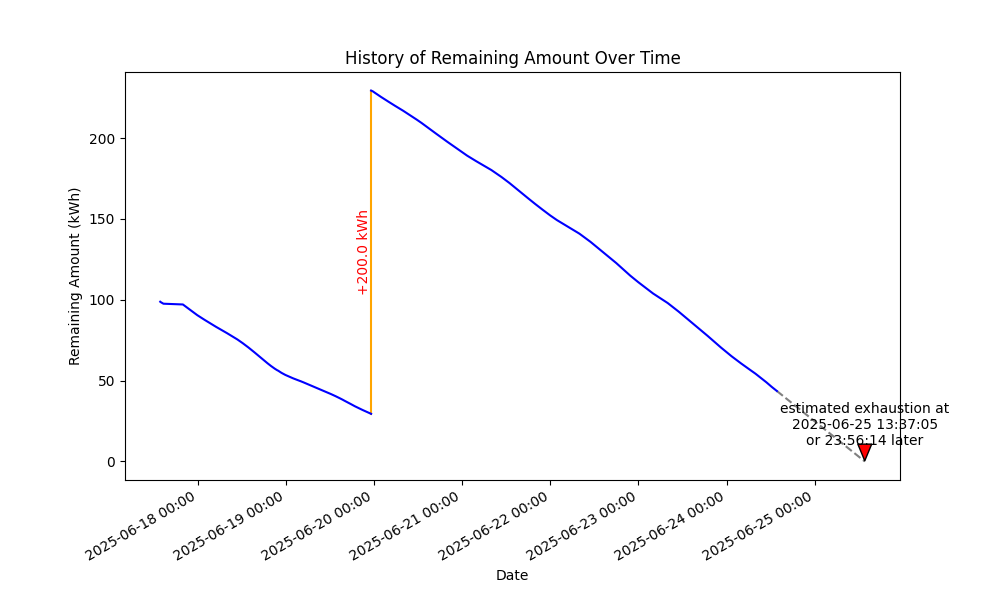 History of Remaining Amount Over Time
Remaining Amount (kWh)
200
150
100
50
0
+200.0 kWh
estimated exhaustion at
2025-06-25 13:37:05
or 23:56:14 later
2025-06-18 00:00
2025-06-19 00:00
2025-06-20 00:00
2025-06-21 00:00
2025-06-22 00:00
2025-06-23 00:00
2025-06-24 00:00
2025-06-25 00:00
Date